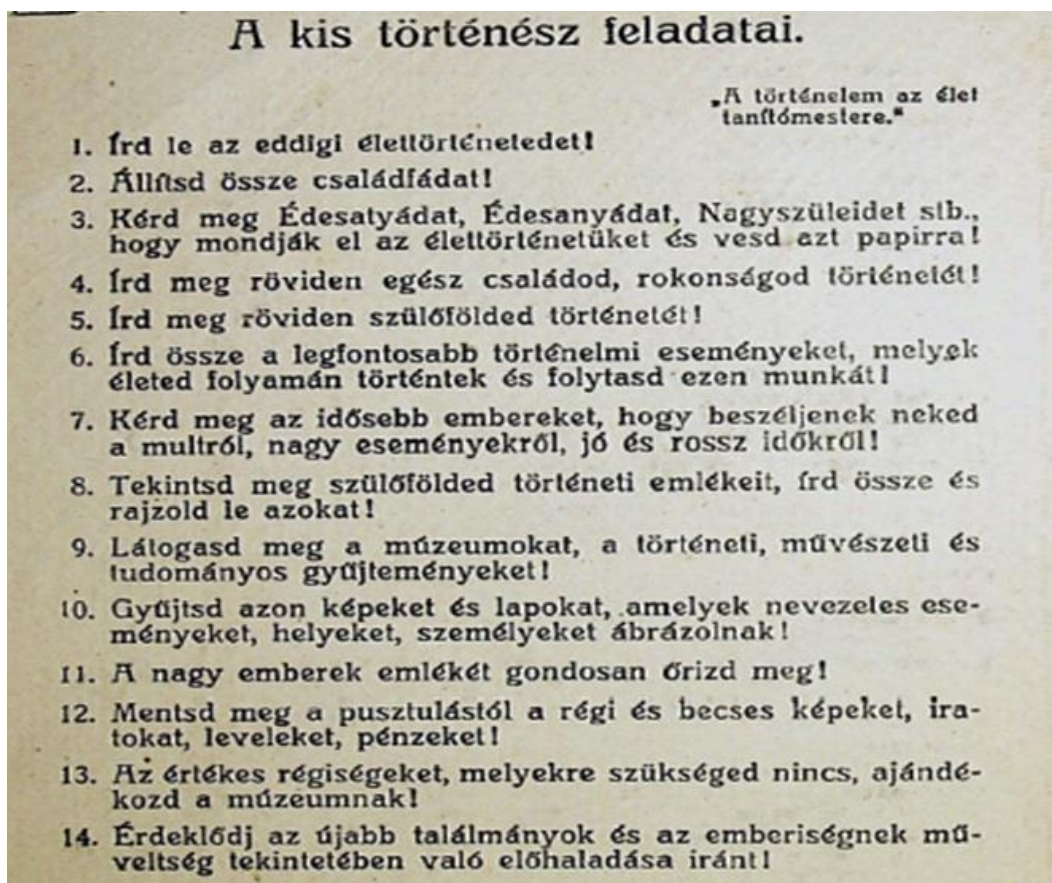 A kis történész feladatai.
„A történelem az élet
tanítómestere.“
1. Írd le az eddigi élettörténetedet!
2. Állítsd össze családfádat!
3. Kérd meg Édesatyádat, Édesanyádat, Nagyszüleidet stb.,
hogy mondják el az élettörténetüket és vesd azt papirra!
4. Írd meg röviden egész családod, rokonságod történetét!
5. Írd meg röviden szülőfölded történetét!
6. Írd össze a legfontosabb történelmi eseményeket, melyek
életed folyamán történtek és folytasd ezen munkát!
7. Kérd meg az idősebb embereket, hogy beszéljenek neked
a multról, nagy eseményekről, jó és rossz időkről!
8. Tekintsd meg szülőfölded történeti emlékeit, írd össze és
rajzold le azokat!
9. Látogasd meg a múzeumokat, a történeti, művészeti és
tudományos gyűjteményeket!
10. Gyűjtsd azon képeket és lapokat, amelyek nevezetes ese-
ményeket, helyeket, személyeket ábrázolnak!
11. A nagy emberek emlékét gondosan őrizd meg!
12. Mentsd meg a pusztulástól a régi és becses képeket, ira-
tokat, leveleket, pénzeket!
13. Az értékes régiségeket, melyekre szükséged nincs, ajándé-
kozd a múzeumnak!
14. Érdeklődj az újabb találmányok és az emberiségnek mű-
veltség tekintetében való előhaladása iránt!